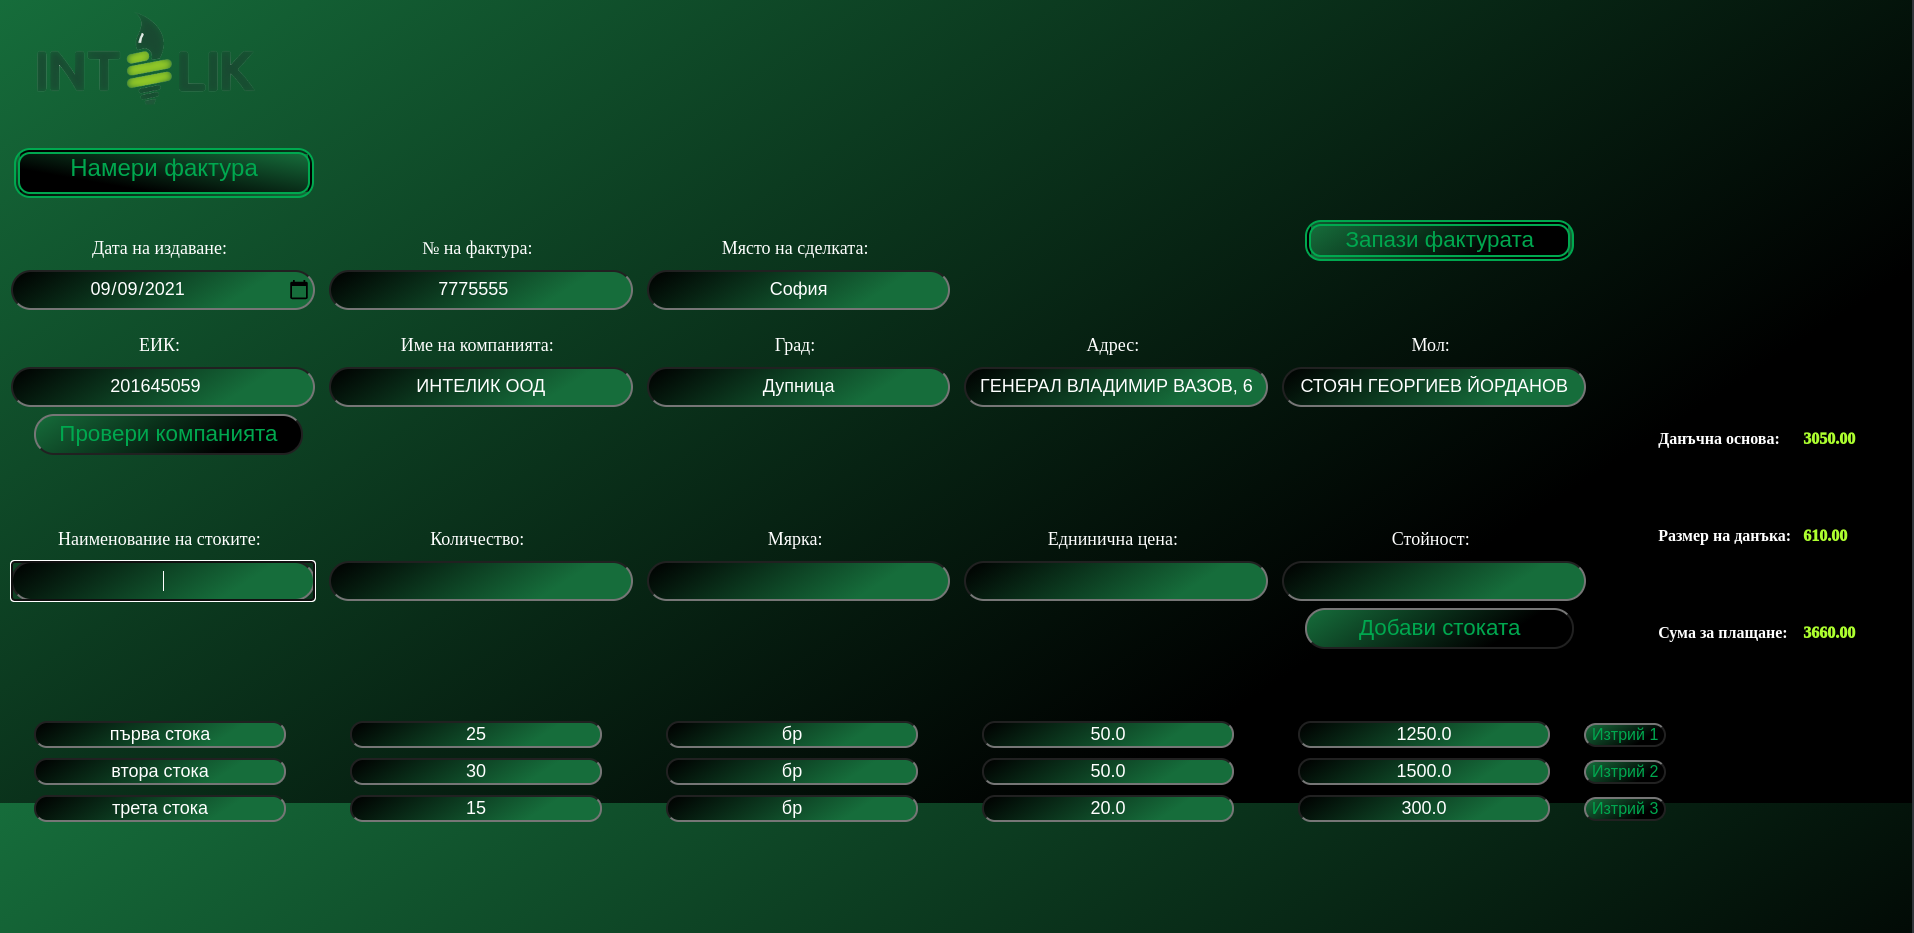 INTELIK
Намери фактура
Запази фактурата
Дата на издаване: № на фактура: Място на сделката:
09/09/2021 7775555 София
ЕИК: Име на компанията: Град: Адрес: Мол:
201645059 ИНТЕЛИК ООД Дупница ГЕНЕРАЛ ВЛАДИМИР ВАЗОВ, 6 СТОЯН ГЕОРГИЕВ ЙОРДАНОВ
Провери компанията
Данъчна основа: 3050.00
Наименование на стоките: Количество: Мярка: Еднинична цена: Стойност:
Размер на данъка: 610.00
Добави стоката
Сума за плащане: 3660.00
първа стока 25 бр 50.0 1250.0 Изтрий 1
втора стока 30 бр 50.0 1500.0 Изтрий 2
трета стока 15 бр 20.0 300.0 Изтрий 3